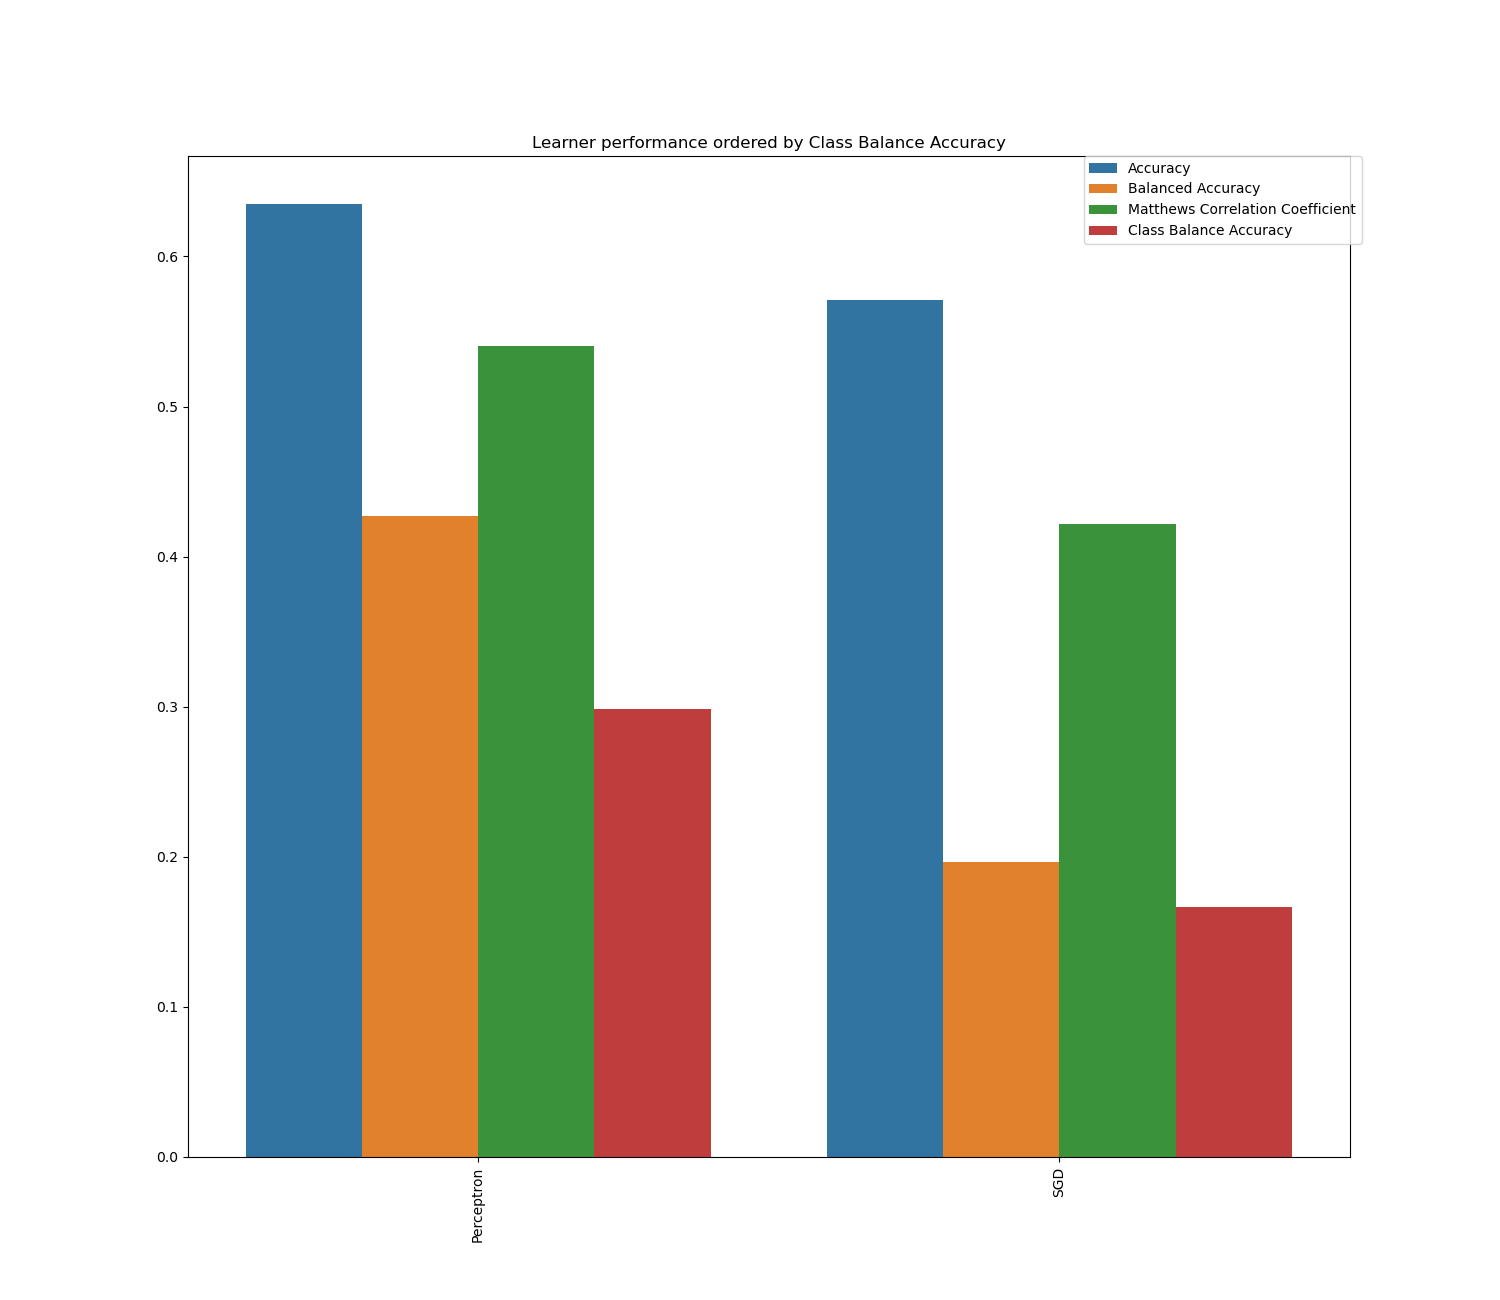 Learner performance ordered by Class Balance Accuracy
Accuracy
Balanced Accuracy
Matthews Correlation Coefficient
Class Balance Accuracy
0.6
0.5
0.4
0.3
0.2
0.1
0.0
Perceptron
SGD